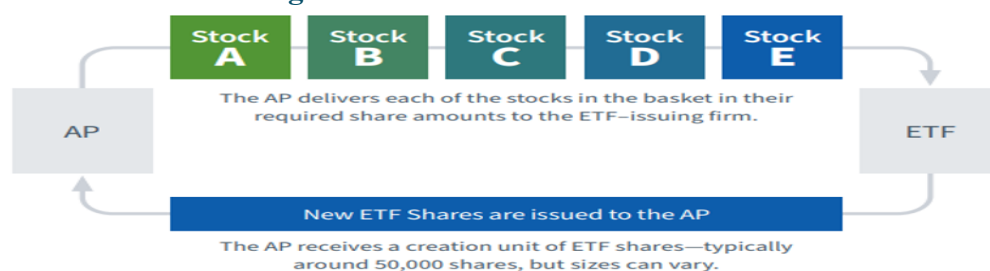 Stock Stock Stock Stock Stock
A B C D E
The AP delivers each of the stocks in the basket in their
required share amounts to the ETF–issuing firm.
AP
ETF
New ETF Shares are issued to the AP
The AP receives a creation unit of ETF shares—typically
around 50,000 shares, but sizes can vary.